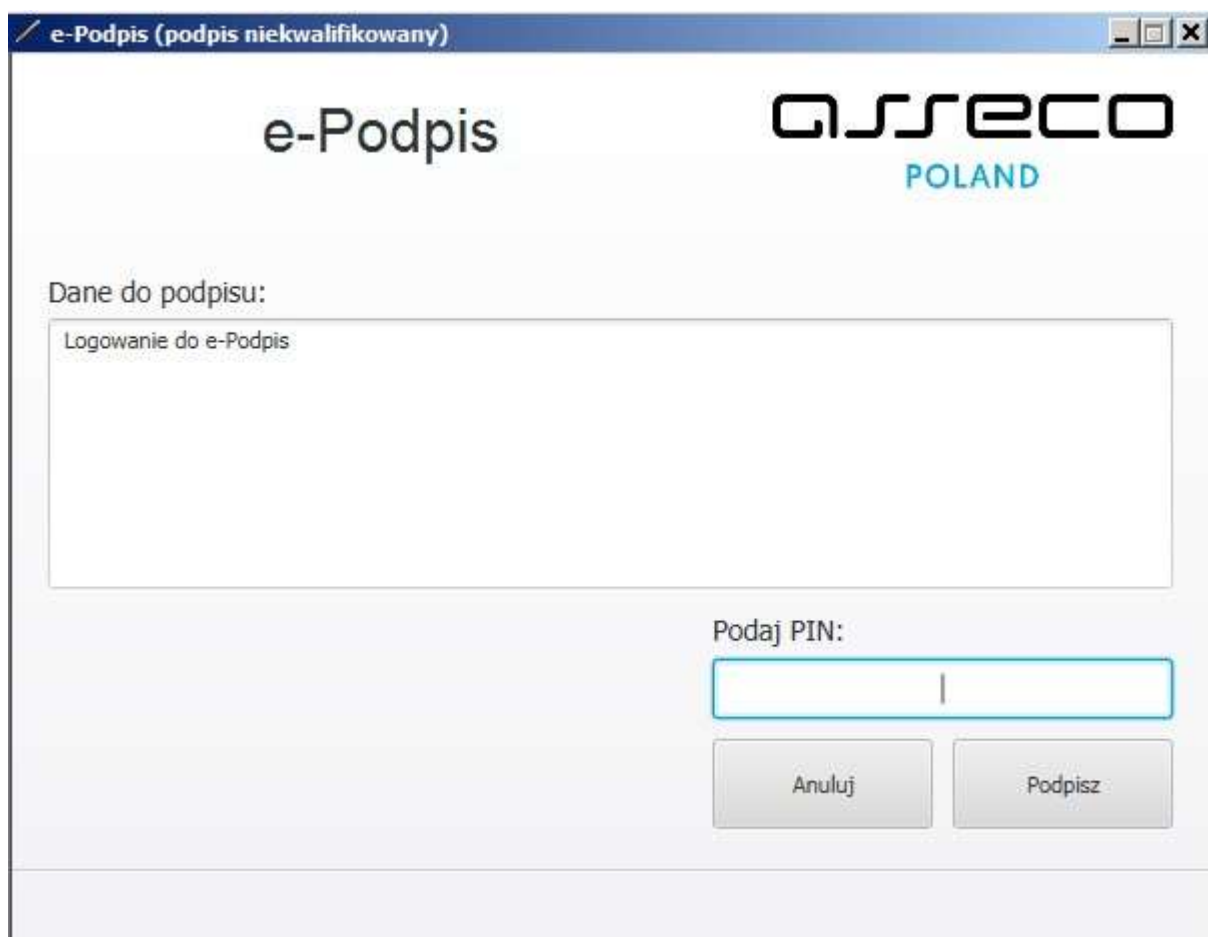 e-Podpis (podpis niekwalifikowany)
e-Podpis
asseco
POLAND
Dane do podpisu:
Logowanie do e-Podpis
Podaj PIN:
Anuluj
Podpisz